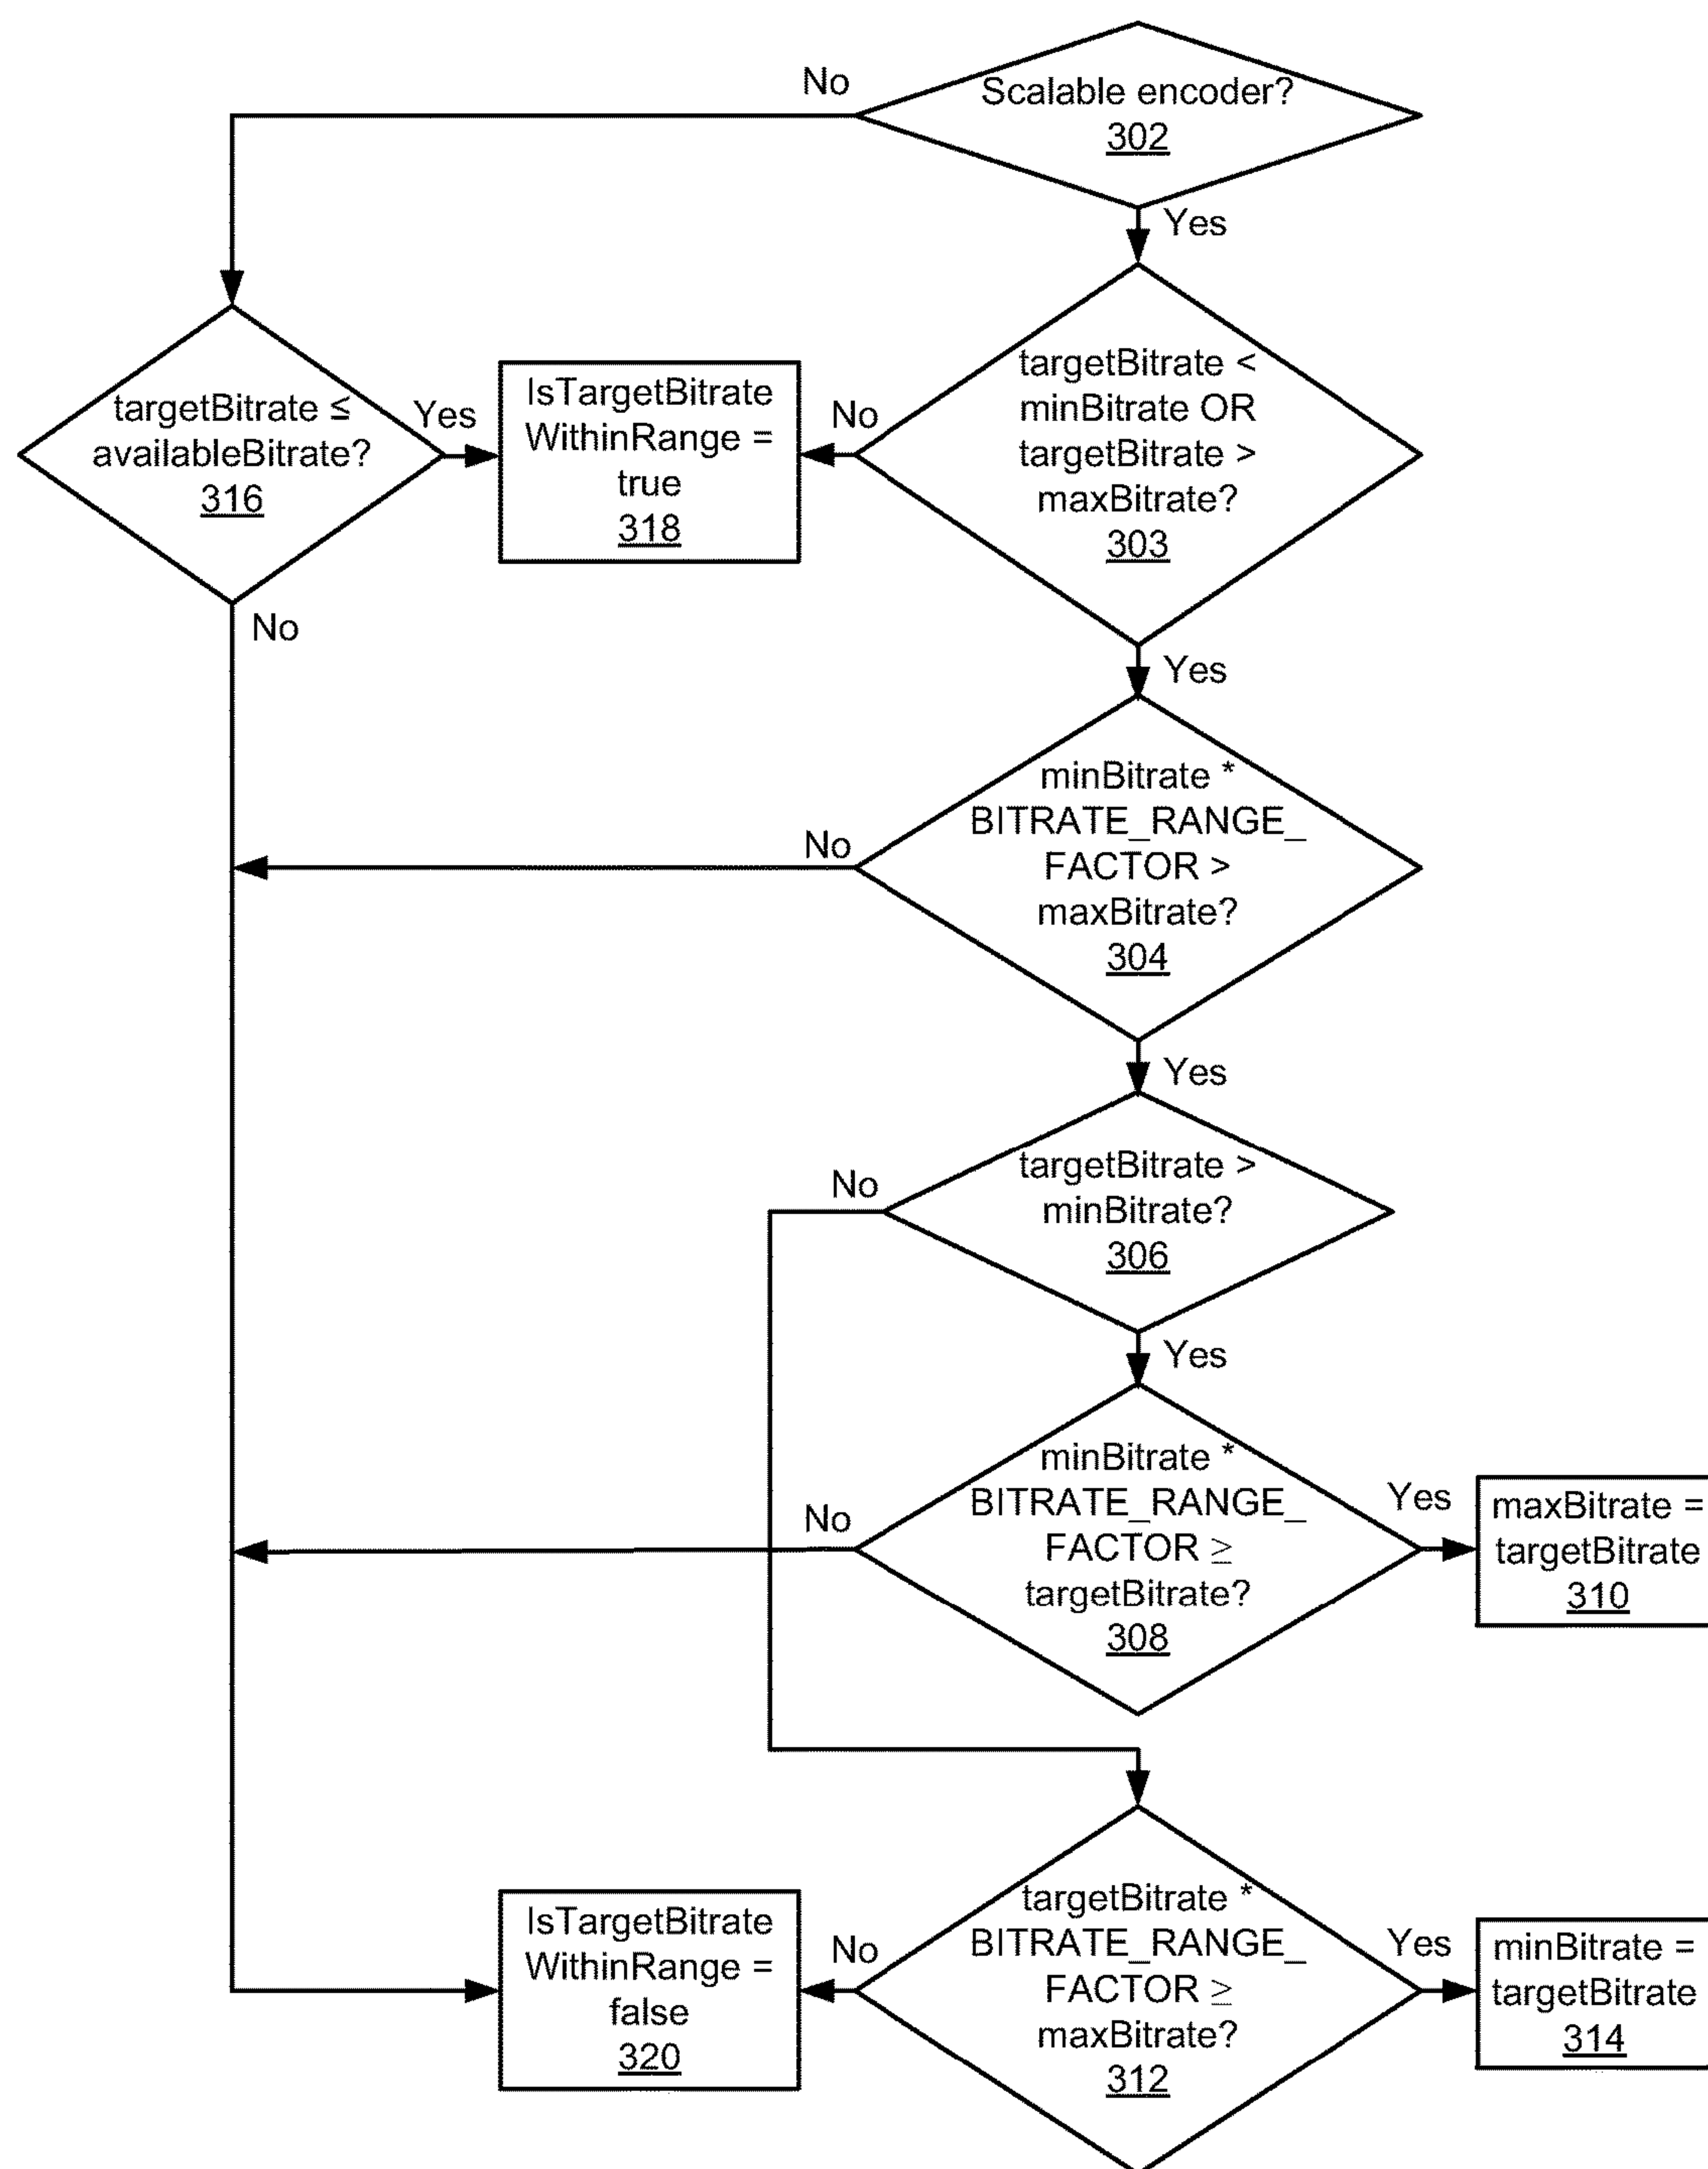 Scalable encoder?
302
No
Yes
targetBitrate ≤
availableBitrate?
316
Yes
No
IsTargetBitrate
WithinRange =
true
318
No
targetBitrate <
minBitrate OR
targetBitrate >
maxBitrate?
303
Yes
minBitrate *
BITRATE_RANGE_
FACTOR >
maxBitrate?
304
No
Yes
targetBitrate >
minBitrate?
306
No
Yes
minBitrate *
BITRATE_RANGE_
FACTOR ≥
targetBitrate?
308
No
Yes
maxBitrate =
targetBitrate
310
targetBitrate *
BITRATE_RANGE_
FACTOR ≥
maxBitrate?
312
No
Yes
IsTargetBitrate
WithinRange =
false
320
minBitrate =
targetBitrate
314